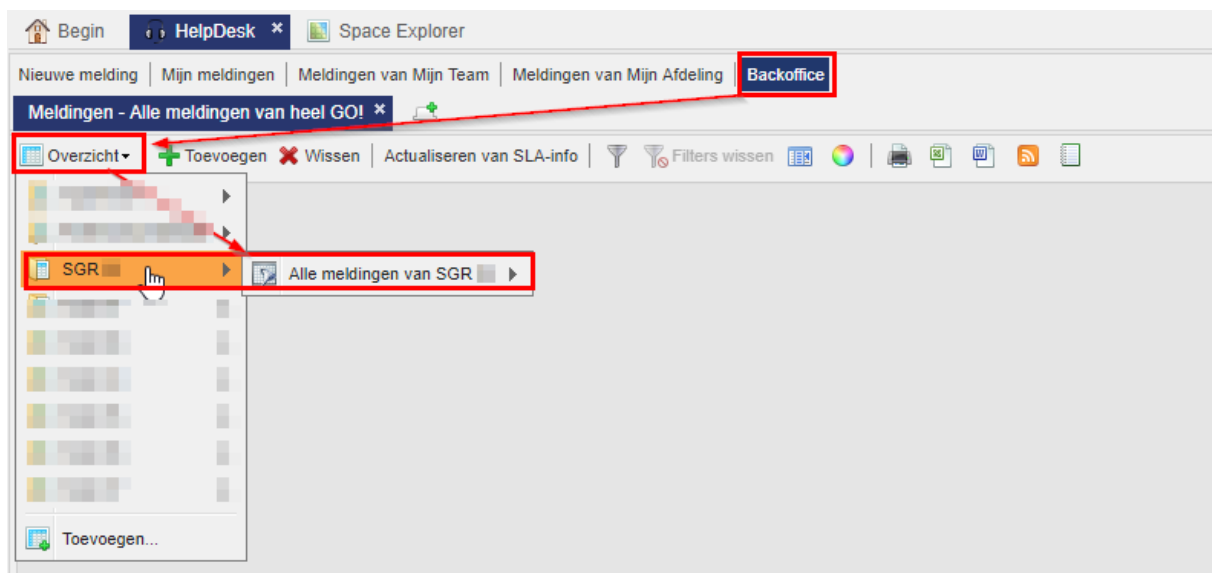 Begin HelpDesk × Space Explorer
Nieuwe melding | Mijn meldingen | Meldingen van Mijn Team | Meldingen van Mijn Afdeling | Backoffice
Meldingen - Alle meldingen van heel GO! ×
Overzicht Toevoegen Wissen | Actualiseren van SLA-info | Filters wissen
SGR Alle meldingen van SGR
Toevoegen...